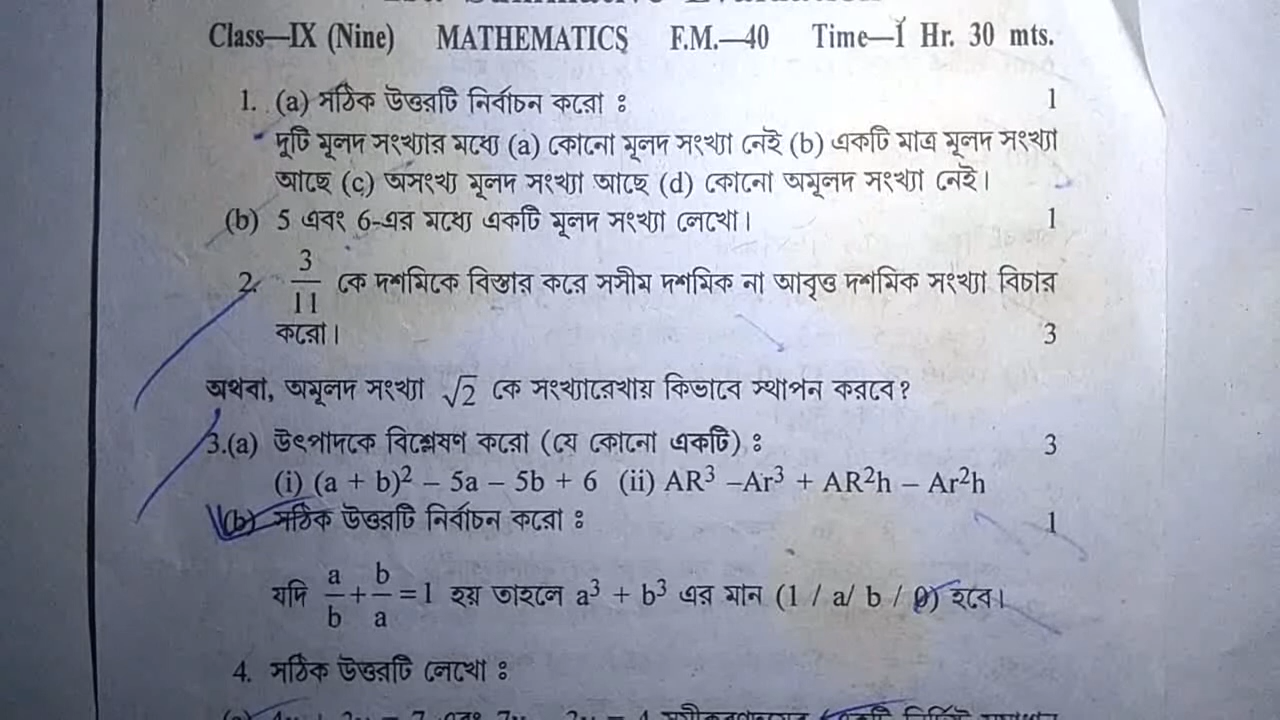 Class—IX (Nine) MATHEMATICS F.M.—40 Time—1 Hr. 30 mts.
1. (a) সঠিক উত্তরটি নির্বাচন করো ঃ 1
দুটি মূলদ সংখ্যার মধ্যে (a) কোনো মূলদ সংখ্যা নেই (b) একটি মাত্র মূলদ সংখ্যা
আছে (c) অসংখ্য মূলদ সংখ্যা আছে (d) কোনো অমূলদ সংখ্যা নেই।
(b) 5 এবং 6-এর মধ্যে একটি মূলদ সংখ্যা লেখো। 1
2. 3/11 কে দশমিকে বিস্তার করে সসীম দশমিক না আবৃত্ত দশমিক সংখ্যা বিচার
করো। 3
অথবা, অমূলদ সংখ্যা √2 কে সংখ্যারেখায় কিভাবে স্থাপন করবে?
3.(a) উৎপাদকে বিশ্লেষণ করো (যে কোনো একটি) ঃ 3
(i) (a + b)² – 5a – 5b + 6 (ii) AR³ –Ar³ + AR²h – Ar²h
(b) সঠিক উত্তরটি নির্বাচন করো ঃ 1
যদি a/b + b/a = 1 হয় তাহলে a³ + b³ এর মান (1 / a/ b / 0) হবে।
4. সঠিক উত্তরটি লেখো ঃ